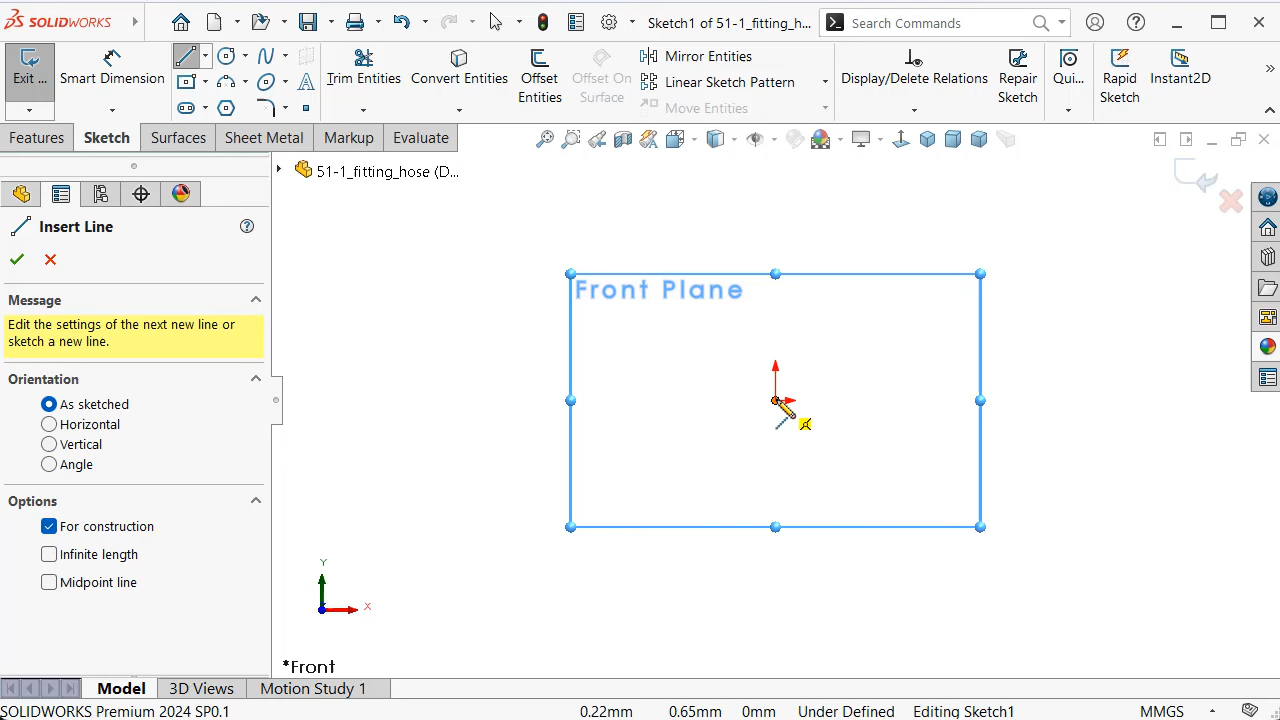 SOLIDWORKS
Sketch1 of 51-1_fitting_h...
Search Commands
Exit ...
Smart Dimension
Trim Entities
Convert Entities
Offset Entities
Offset On Surface
Mirror Entities
Linear Sketch Pattern
Move Entities
Display/Delete Relations
Repair Sketch
Qui...
Rapid Sketch
Instant2D
Features
Sketch
Surfaces
Sheet Metal
Markup
Evaluate
51-1_fitting_hose (D...
Insert Line
Message
Edit the settings of the next new line or
sketch a new line.
Orientation
As sketched
Horizontal
Vertical
Angle
Options
For construction
Infinite length
Midpoint line
Front Plane
Y
X
*Front
Model
3D Views
Motion Study 1
SOLIDWORKS Premium 2024 SP0.1
0.22mm
0.65mm
0mm
Under Defined
Editing Sketch1
MMGS